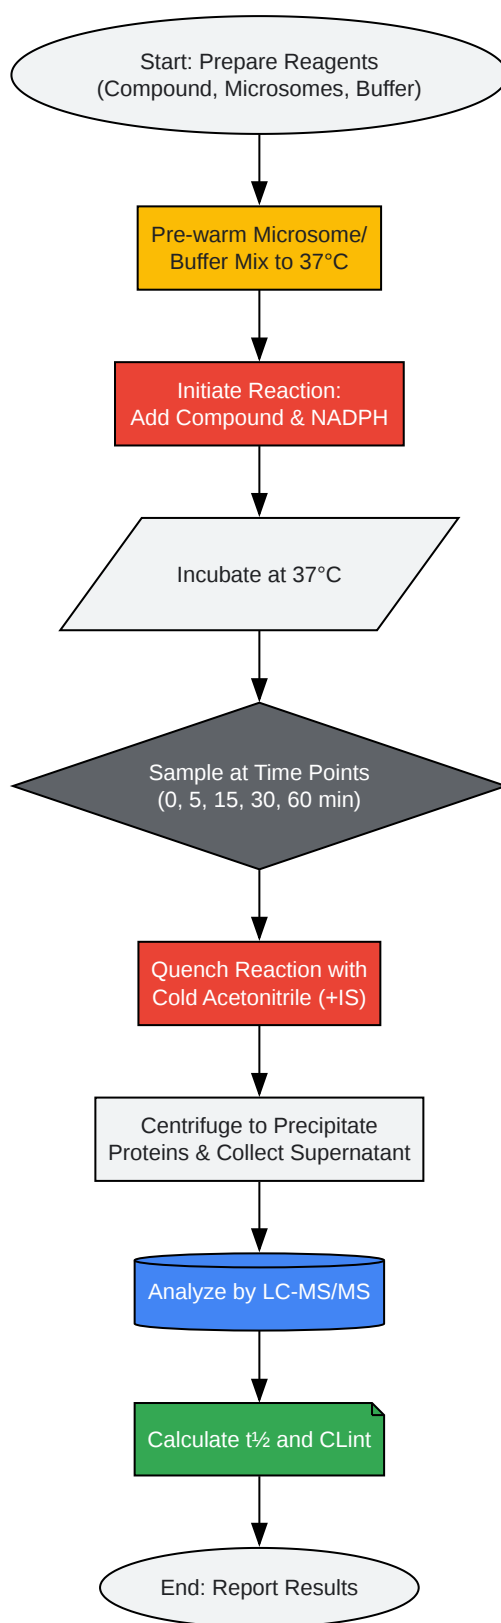 Start: Prepare Reagents
(Compound, Microsomes, Buffer)
Pre-warm Microsome/
Buffer Mix to 37°C
Initiate Reaction:
Add Compound & NADPH
Incubate at 37°C
Sample at Time Points
(0, 5, 15, 30, 60 min)
Quench Reaction with
Cold Acetonitrile (+IS)
Centrifuge to Precipitate
Proteins & Collect Supernatant
Analyze by LC-MS/MS
Calculate t½ and CLint
End: Report Results